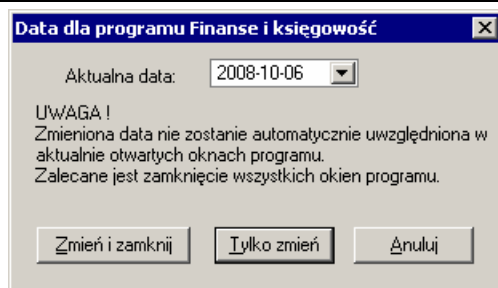 Data dla programu Finanse i księgowość
Aktualna data: 2008-10-06
UWAGA !
Zmieniona data nie zostanie automatycznie uwzględniona w
aktualnie otwartych oknach programu.
Zalecane jest zamknięcie wszystkich okien programu.
Zmień i zamknij Tylko zmień Anuluj